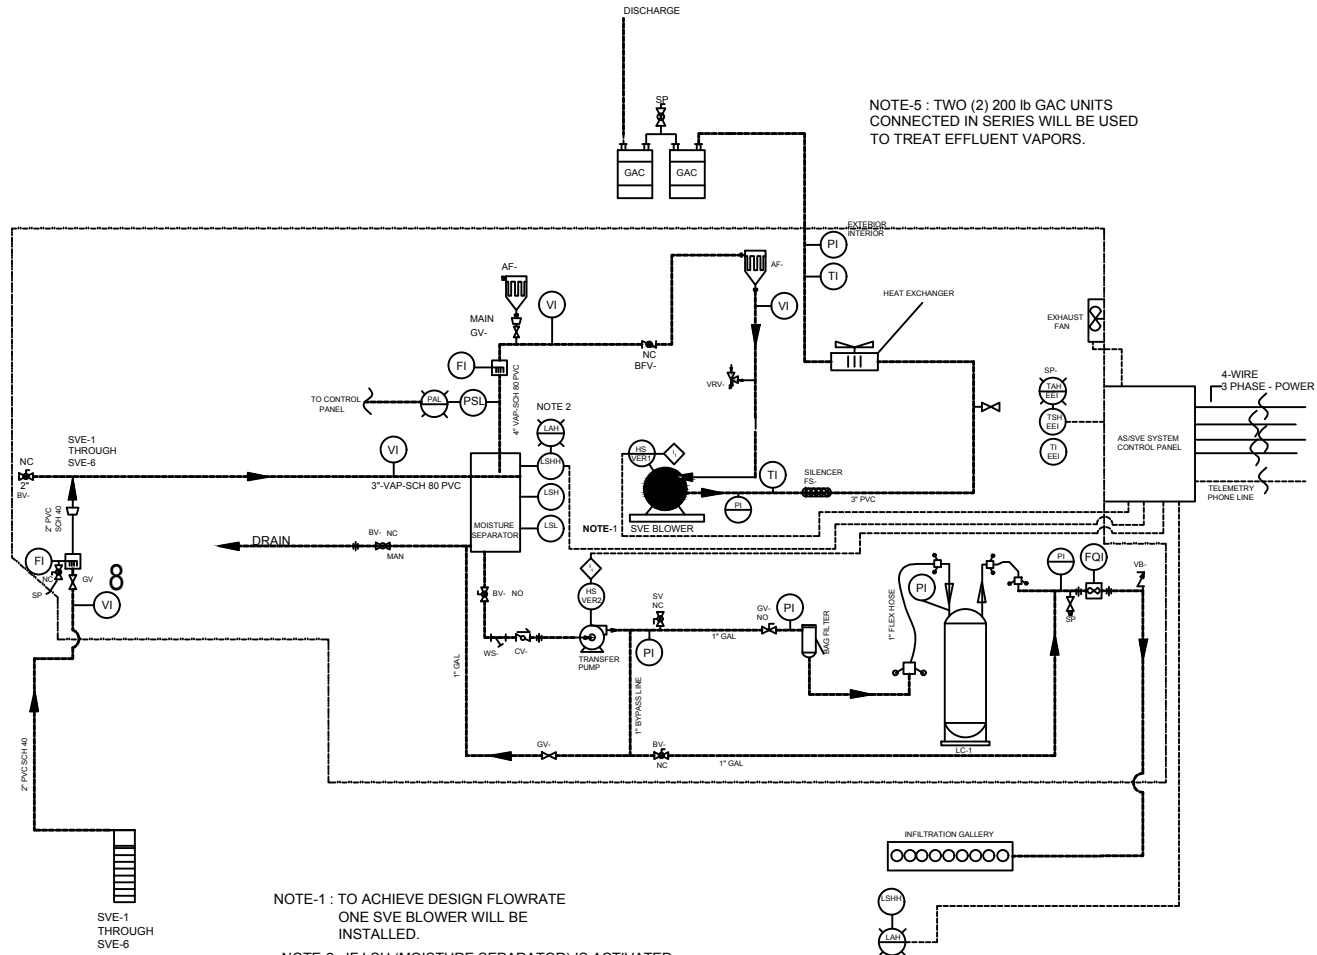 DISCHARGE
SP
NOTE-5 : TWO (2) 200 lb GAC UNITS
CONNECTED IN SERIES WILL BE USED
TO TREAT EFFLUENT VAPORS.
GAC
GAC
EXTERIOR
INTERIOR
PI
TI
AF-
AF-
VI
VI
HEAT EXCHANGER
MAIN
GV-
EXHAUST
FAN
NC
BFV-
FI
4" VAP-SCH 80 PVC
VRV-
TO CONTROL
PANEL
PAL
PSL
NOTE 2
LAH
SP-
TAH
EEI
TSH
EEI
TI
EEI
4-WIRE
3 PHASE - POWER
AS/SVE SYSTEM
CONTROL PANEL
TELEMETRY
PHONE LINE
SVE-1
THROUGH
SVE-6
NC
2"
BV-
VI
3"-VAP-SCH 80 PVC
LSHH
LSH
LSL
MOISTURE
SEPARATOR
HS
VER1
TI
SILENCER
FS-
3" PVC
PI
NOTE-1
SVE BLOWER
2" PVC
SCH 40
DRAIN
BV- NC
MAN
FI
NC
SP
GV
8
VI
BV- NO
HS
VER2
SV
NC
GV-
NO
PI
BAG FILTER
1" FLEX HOSE
PI
PI
FQI
VB-
SP
WS-
CV-
TRANSFER
PUMP
PI
1" GAL
1" GAL
1" BYPASS LINE
GV-
BV-
NC
1" GAL
LC-1
2" PVC SCH 40
INFILTRATION GALLERY
SVE-1
THROUGH
SVE-6
LSHH
LAH
NOTE-1 : TO ACHIEVE DESIGN FLOWRATE
ONE SVE BLOWER WILL BE
INSTALLED.
NOTE-2 : IF LSH (MOISTURE SEPARATOR) IS ACTIVATED